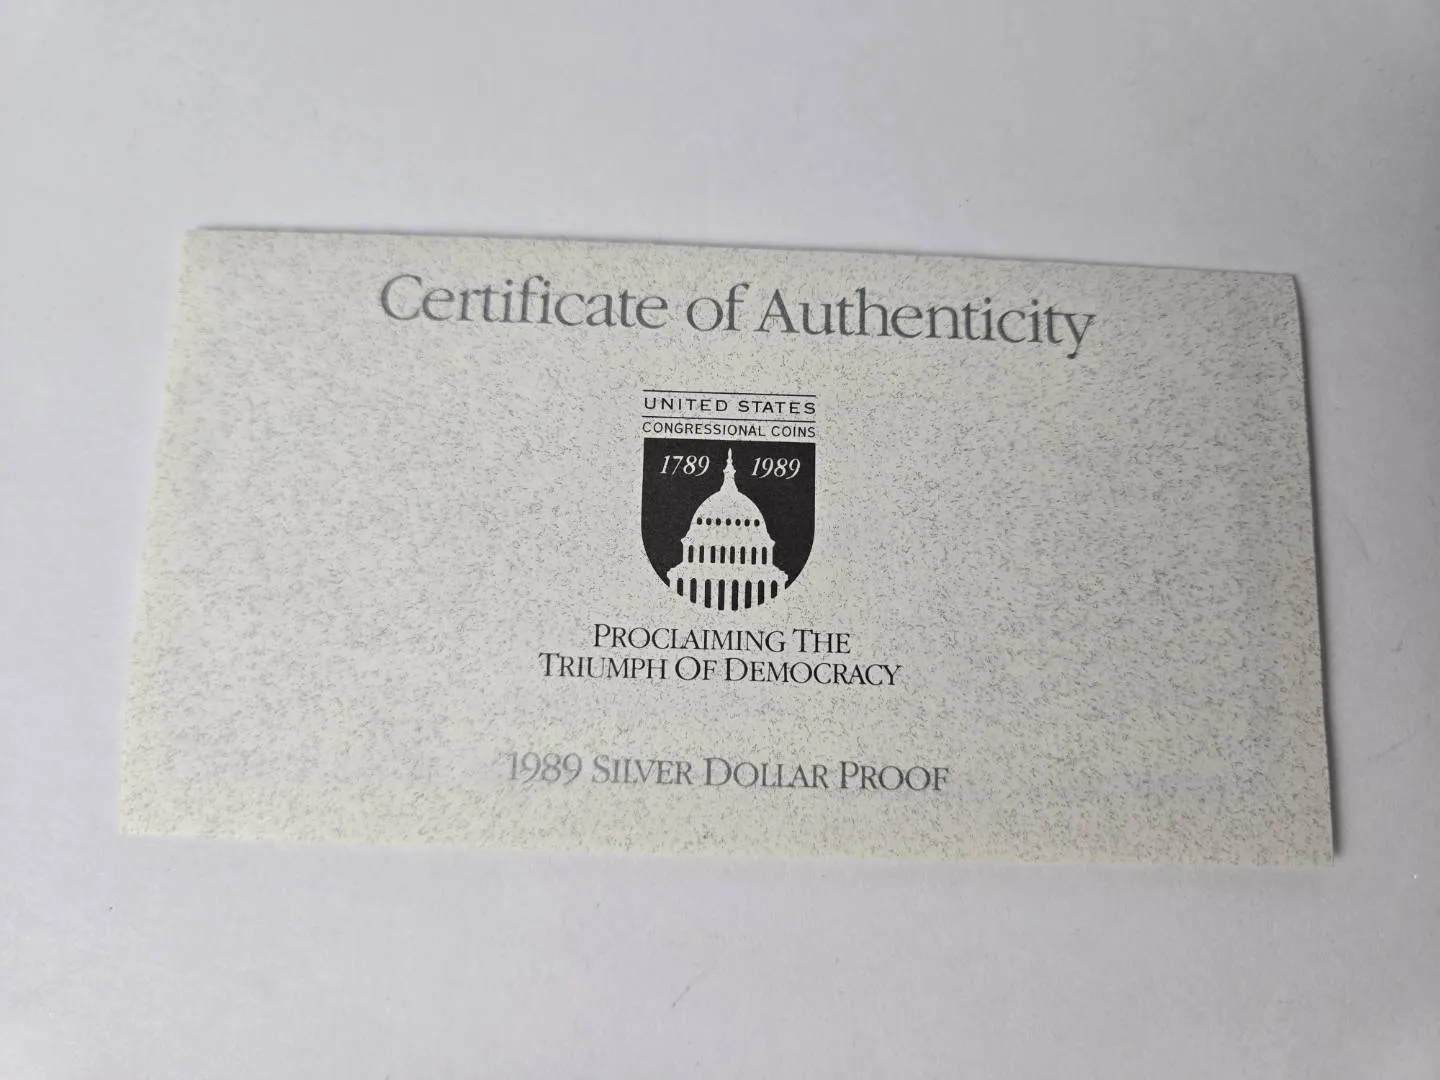 Certificate of Authenticity
UNITED STATES
CONGRESSIONAL COINS
1789 1989
PROCLAIMING THE
TRIUMPH OF DEMOCRACY
1989 SILVER DOLLAR PROOF